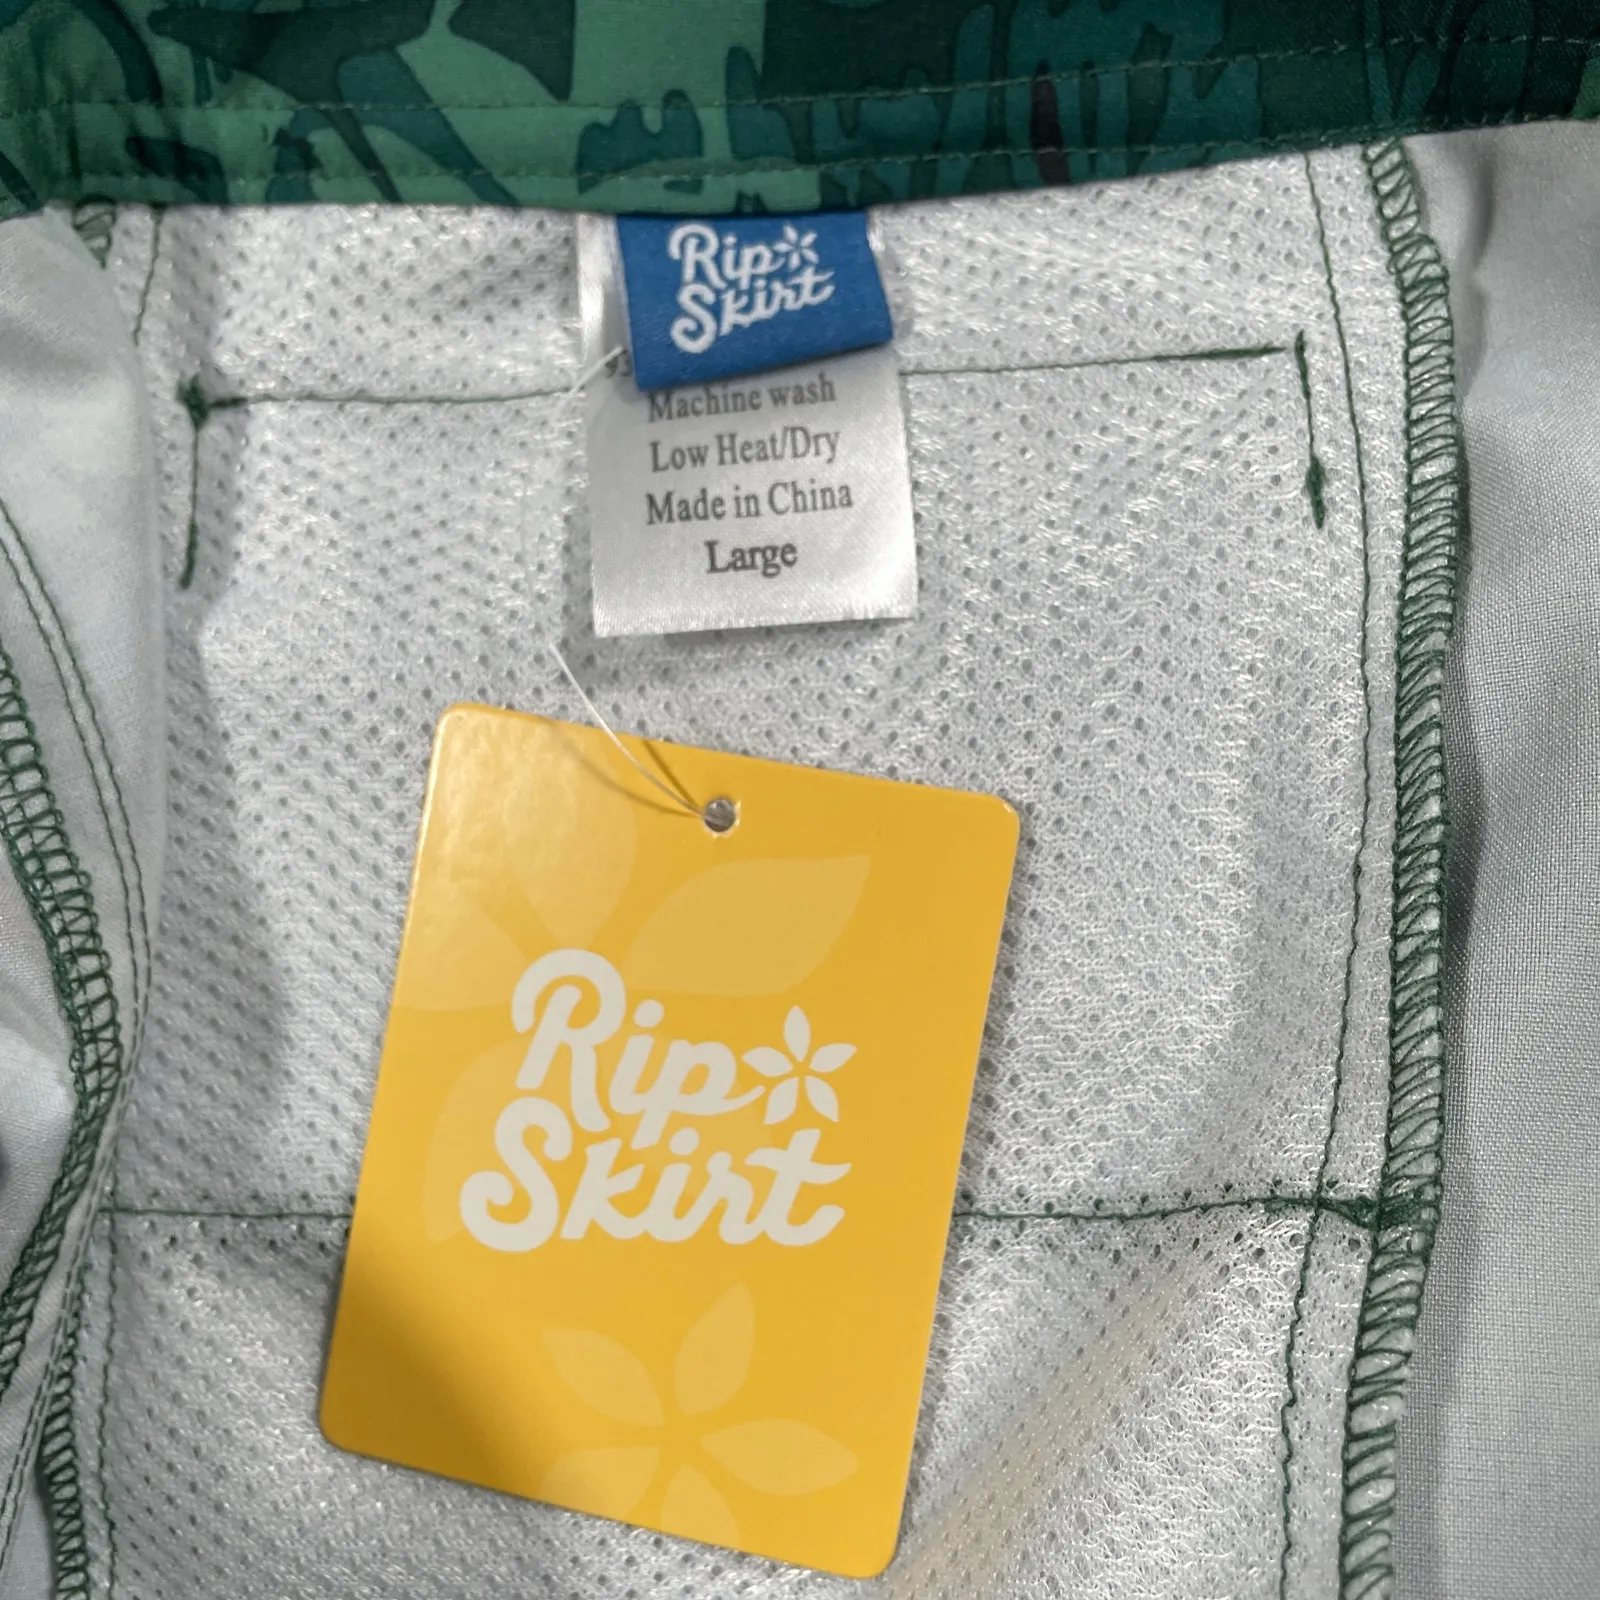 Rip
Skirt
Machine wash
Low Heat/Dry
Made in China
Large
Rip
Skirt